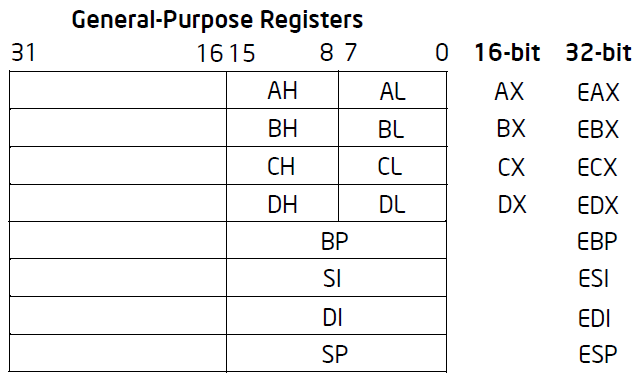 General-Purpose Registers
31 16 15 8 7 0 16-bit 32-bit
AH AL AX EAX
BH BL BX EBX
CH CL CX ECX
DH DL DX EDX
BP EBP
SI ESI
DI EDI
SP ESP